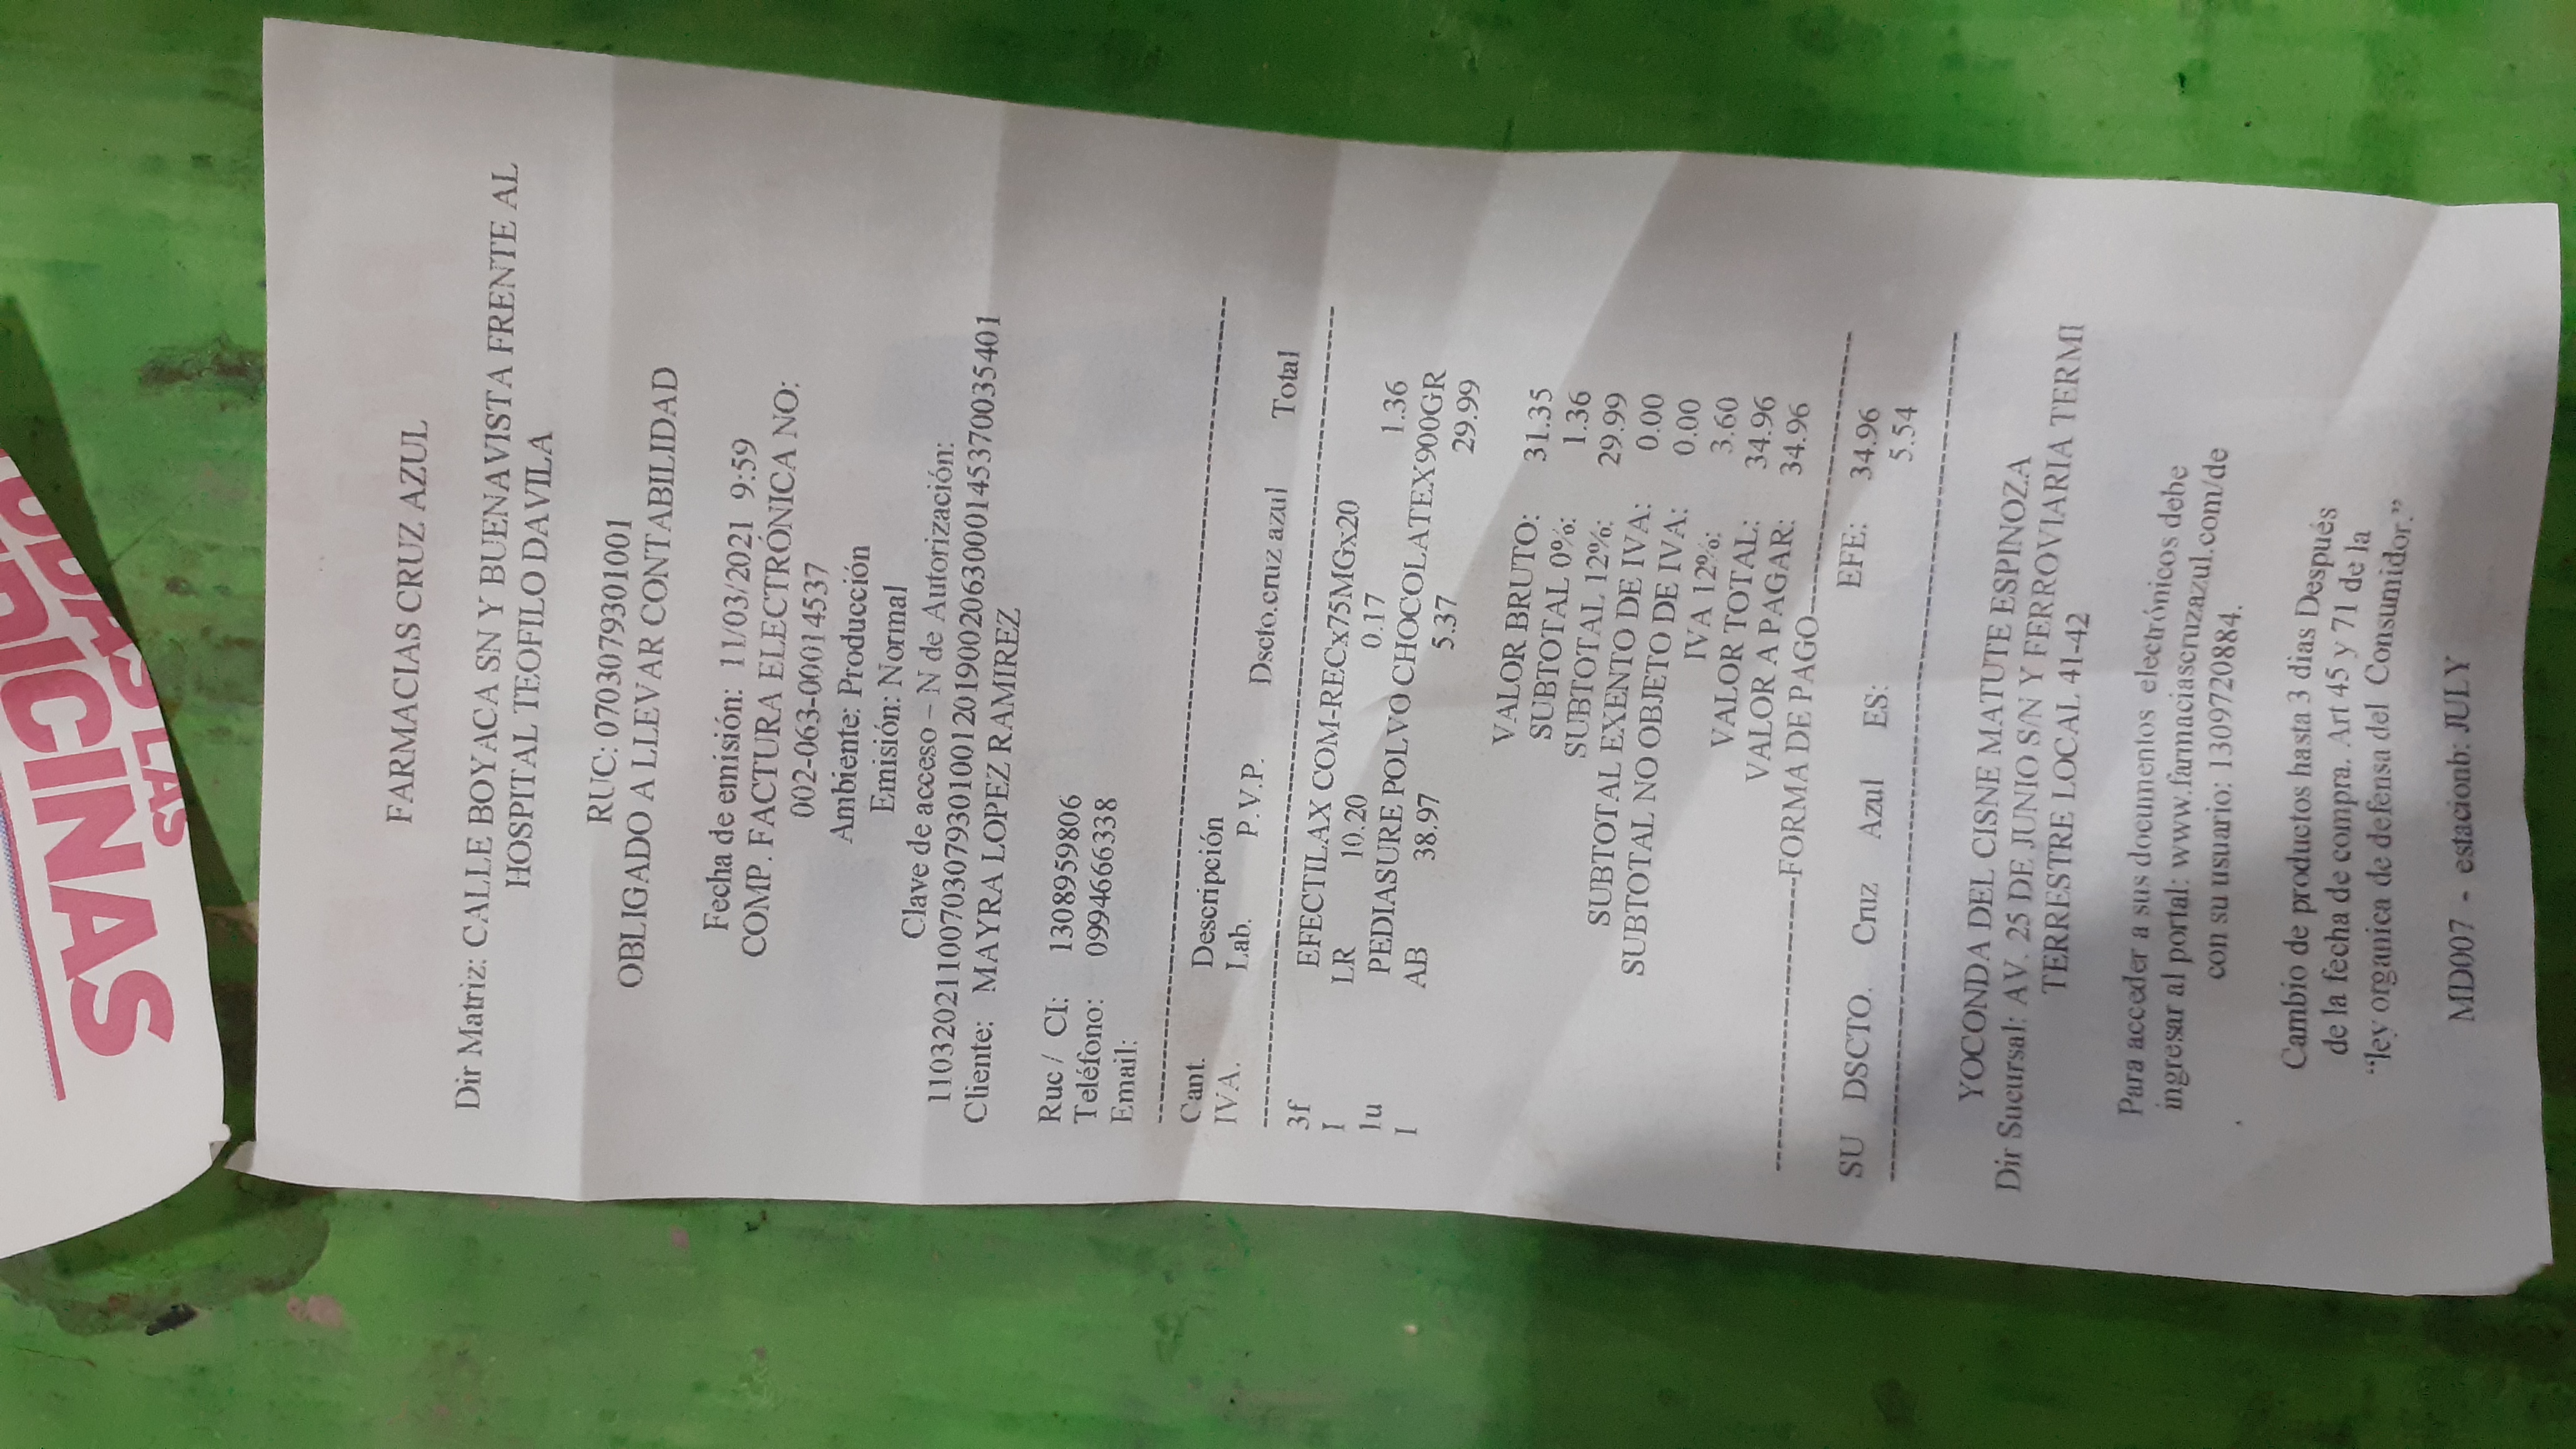 DICINAS
S LAS
FARMACIAS CRUZ AZUL
Dir Matriz: CALLE BOYACA SN Y BUENAVISTA FRENTE AL
HOSPITAL TEOFILO DAVILA
RUC: 0703079301001
OBLIGADO A LLEVAR CONTABILIDAD
Fecha de emisión: 11/03/2021 9:59
COMP. FACTURA ELECTRÓNICA NO:
002-063-00014537
Ambiente: Producción
Emisión: Normal
Clave de acceso – N de Autorización:
110320211007030793010012019002063000145370035401
Cliente: MAYRA LOPEZ RAMIREZ
Ruc / CI: 1308959806
Teléfono: 0994666338
Email:
Cant. Descripción
IVA. Lab. P.V.P. Dscto.cruz azul Total
3f EFECTILAX COM-RECx75MGx20
I LR 10.20 0.17 1.36
1u PEDIASURE POLVO CHOCOLATEX900GR
I AB 38.97 5.37 29.99
VALOR BRUTO: 31.35
SUBTOTAL 0%: 1.36
SUBTOTAL 12%: 29.99
SUBTOTAL EXENTO DE IVA: 0.00
SUBTOTAL NO OBJETO DE IVA: 0.00
IVA 12%: 3.60
VALOR TOTAL: 34.96
VALOR A PAGAR: 34.96
FORMA DE PAGO
EFE: 34.96
SU DSCTO. Cruz Azul ES: 5.54
YOCONDA DEL CISNE MATUTE ESPINOZA
Dir Sucursal: AV. 25 DE JUNIO S/N Y FERROVIARIA TERMI
TERRESTRE LOCAL 41-42
Para acceder a sus documentos electrónicos debe
ingresar al portal: www.farmaciascruzazul.com/de
con su usuario: 1309720884.
Cambio de productos hasta 3 dias Después
de la fecha de compra. Art 45 y 71 de la
“ley organica de defensa del Consumidor.”
MD007 - estacionb: JULY